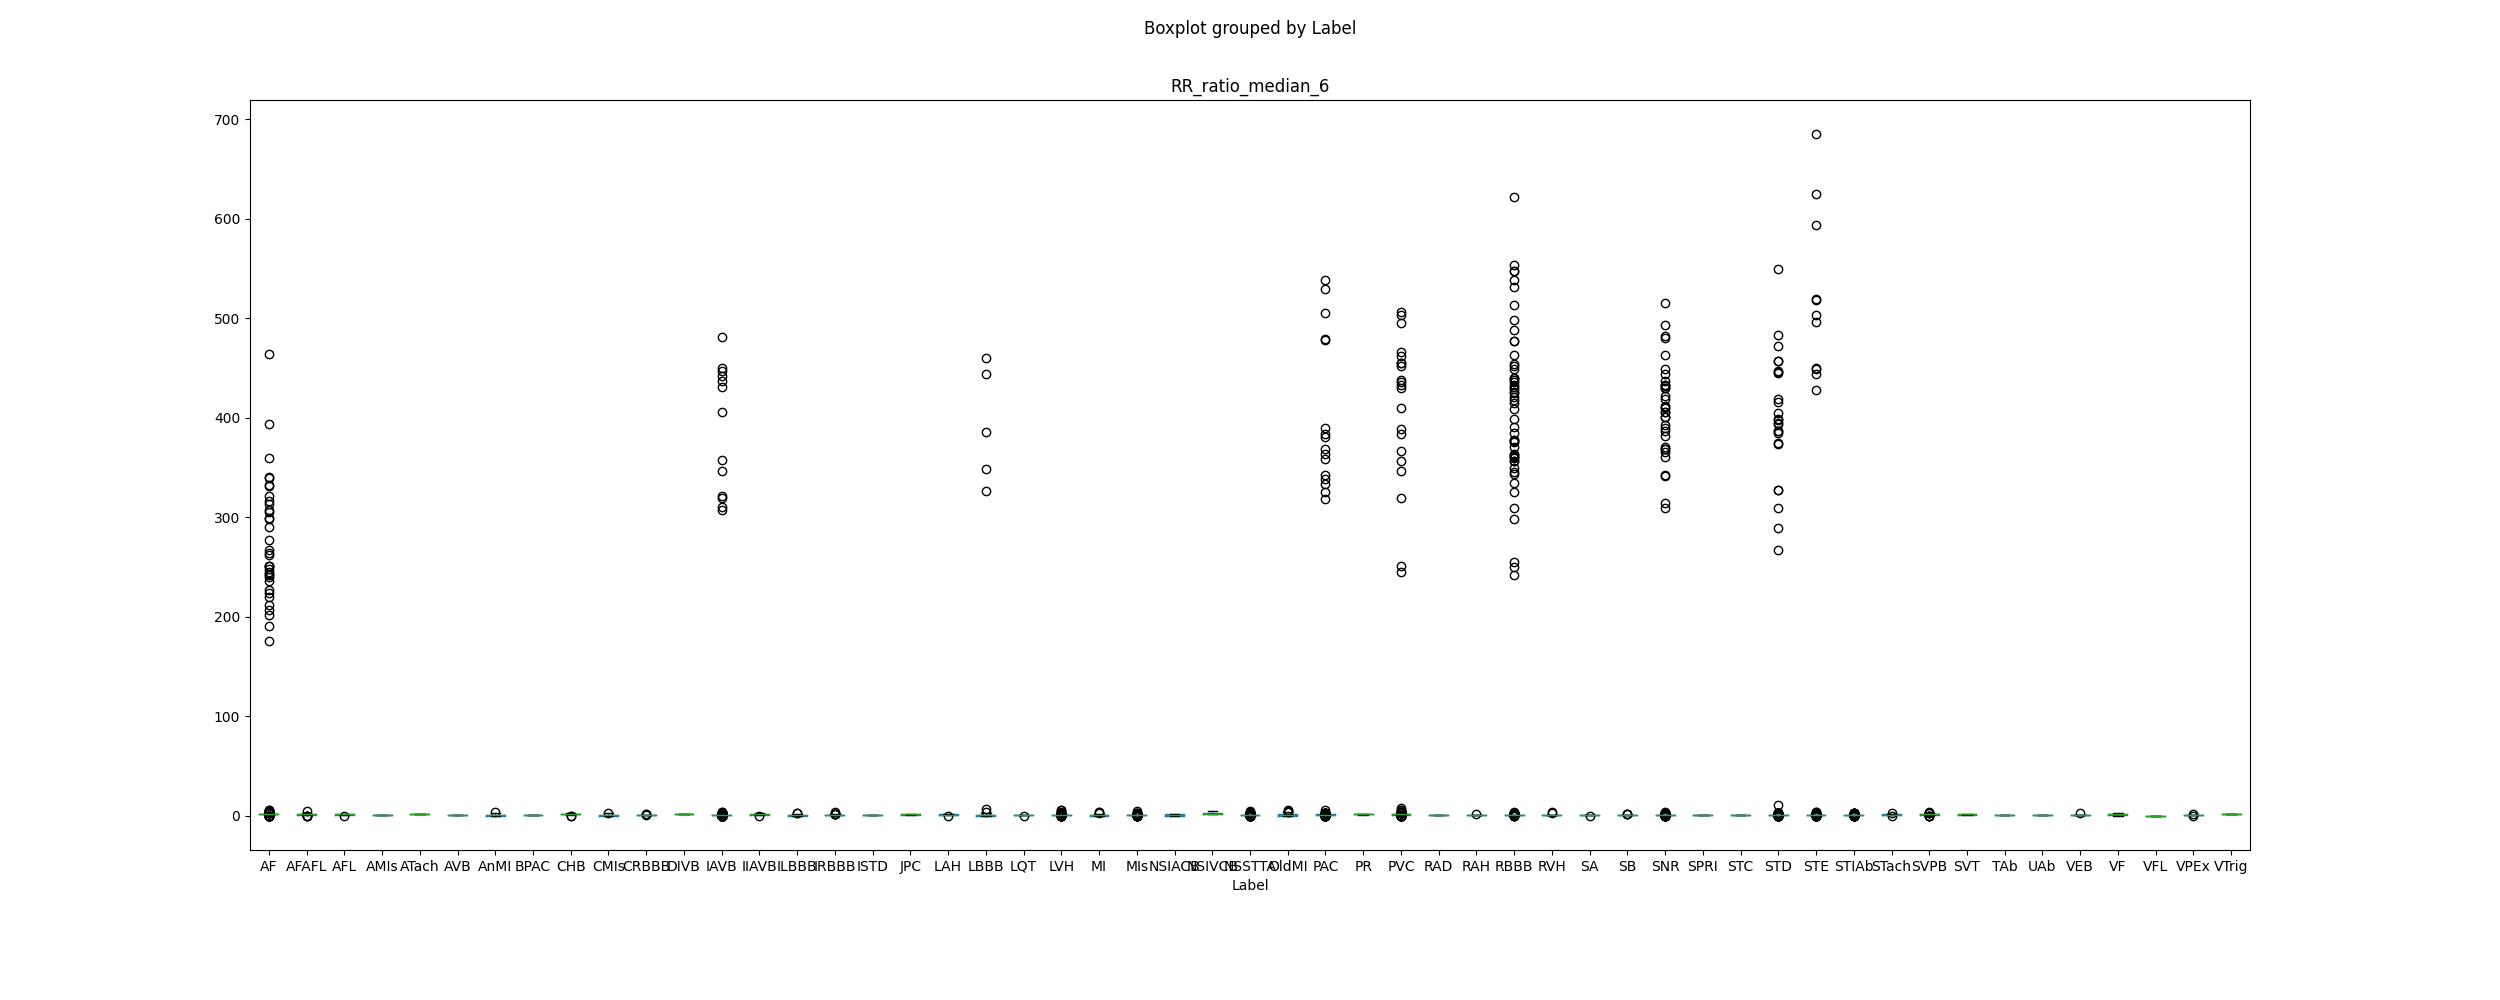 Boxplot grouped by Label
RR_ratio_median_6
700
600
500
400
300
200
100
0
AF AFAFL AFL AMIs ATach AVB AnMI BPAC CHB CMIs CRBBB DIVB IAVB IIAVB ILBBB IRBBB ISTD JPC LAH LBBB LQT LVH MI MIs NSIACB NSIVCB NSSTTA OldMI PAC PR PVC RAD RAH RBBB RVH SA SB SNR SPRI STC STD STE STIAb STach SVPB SVT TAb UAb VEB VF VFL VPEx VTrig
Label